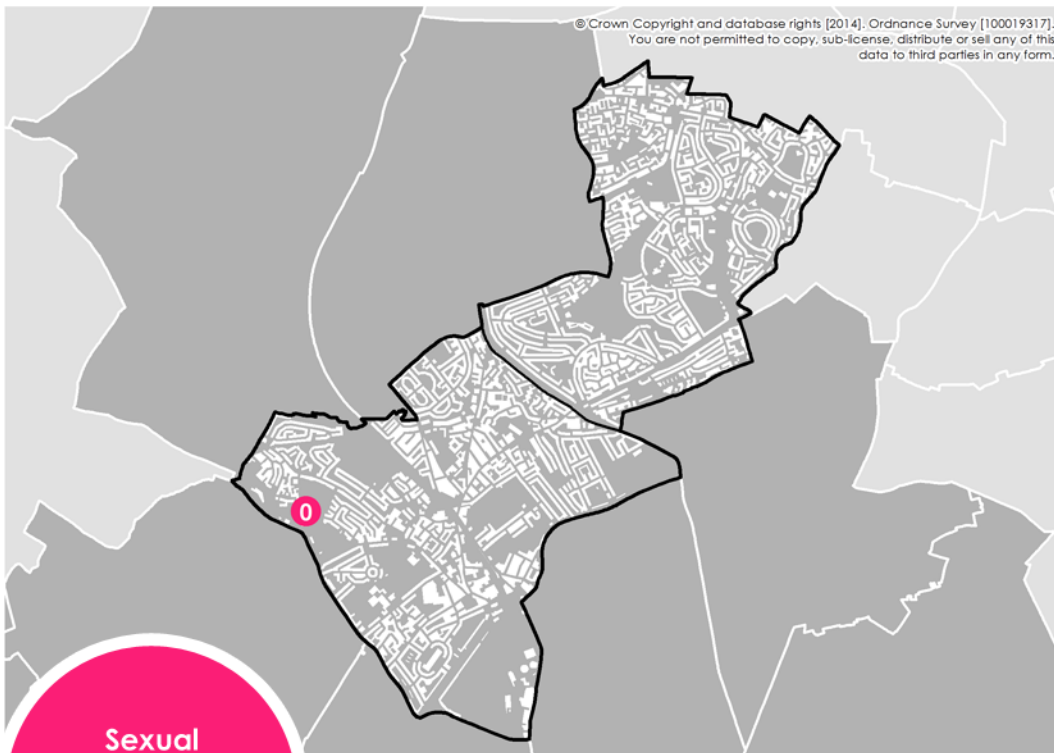 © Crown Copyright and database rights [2014]. Ordnance Survey [100019317].
You are not permitted to copy, sub-license, distribute or sell any of this
data to third parties in any form.
0
Sexual